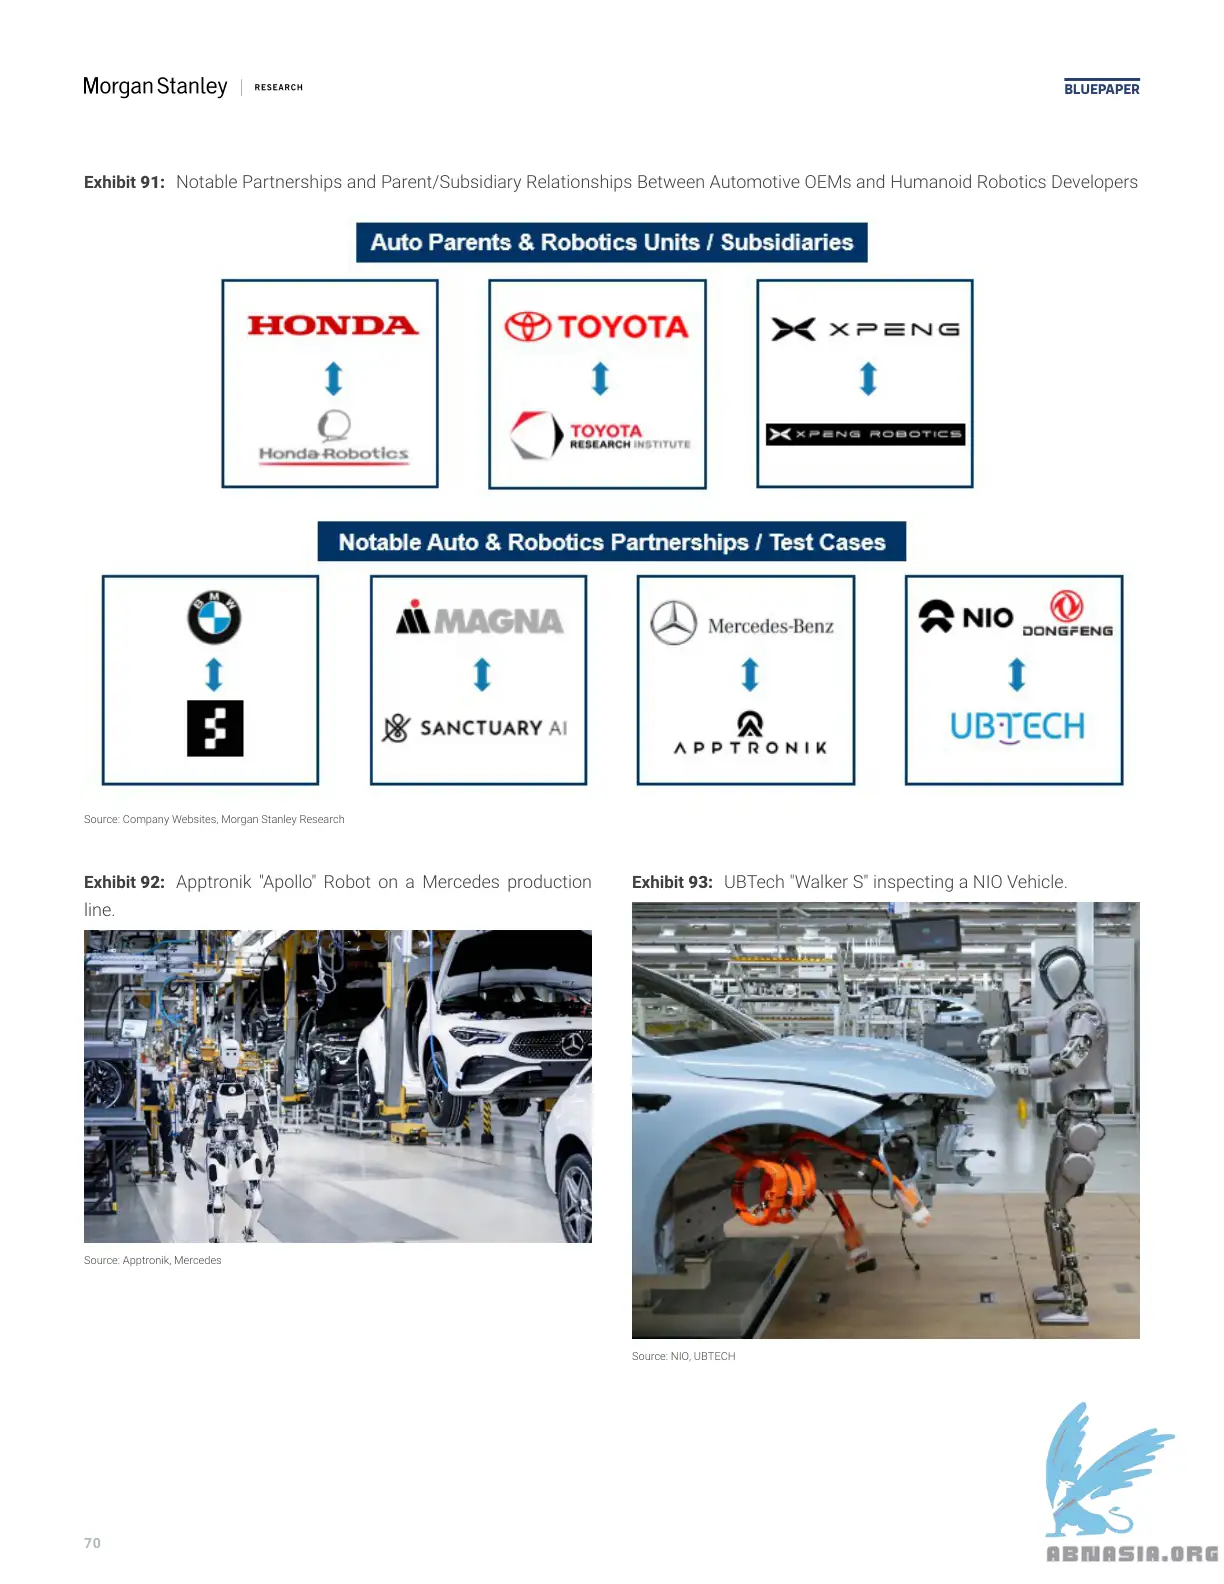 Morgan Stanley | RESEARCH
BLUEPAPER
Exhibit 91: Notable Partnerships and Parent/Subsidiary Relationships Between Automotive OEMs and Humanoid Robotics Developers
Auto Parents & Robotics Units / Subsidiaries
HONDA
TOYOTA
XPENG
Honda Robotics
TOYOTA
RESEARCH INSTITUTE
XPENG ROBOTICS
Notable Auto & Robotics Partnerships / Test Cases
BMW
MAGNA
Mercedes-Benz
NIO
DONGFENG
SANCTUARY AI
APPTRONIK
UBTECH
Source: Company Websites, Morgan Stanley Research
Exhibit 92: Apptronik "Apollo" Robot on a Mercedes production
line.
Source: Apptronik, Mercedes
Exhibit 93: UBTech "Walker S" inspecting a NIO Vehicle.
Source: NIO, UBTECH
70
ABNASIA.ORG